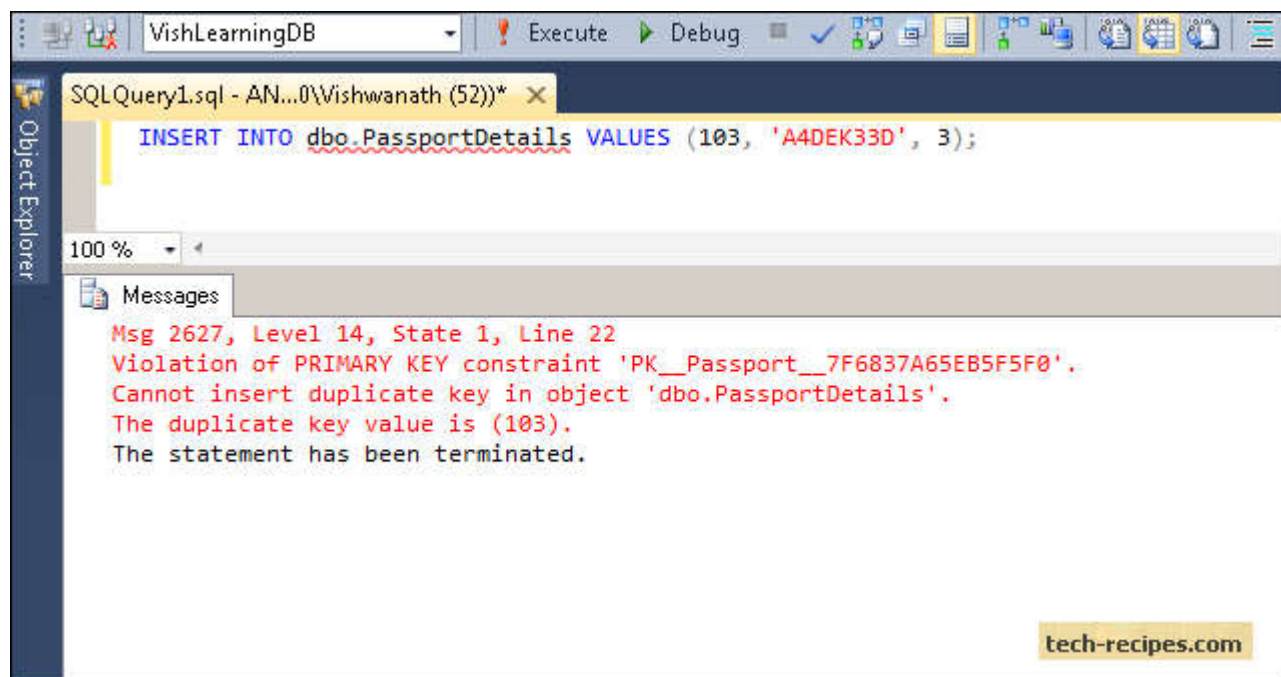 VishLearningDB Execute Debug
SQLQuery1.sql - AN...0\Vishwanath (52))*
Object Explorer
INSERT INTO dbo.PassportDetails VALUES (103, 'A4DEK33D', 3);
100 %
Messages
Msg 2627, Level 14, State 1, Line 22
Violation of PRIMARY KEY constraint 'PK__Passport__7F6837A65EB5F5F0'.
Cannot insert duplicate key in object 'dbo.PassportDetails'.
The duplicate key value is (103).
The statement has been terminated.
tech-recipes.com